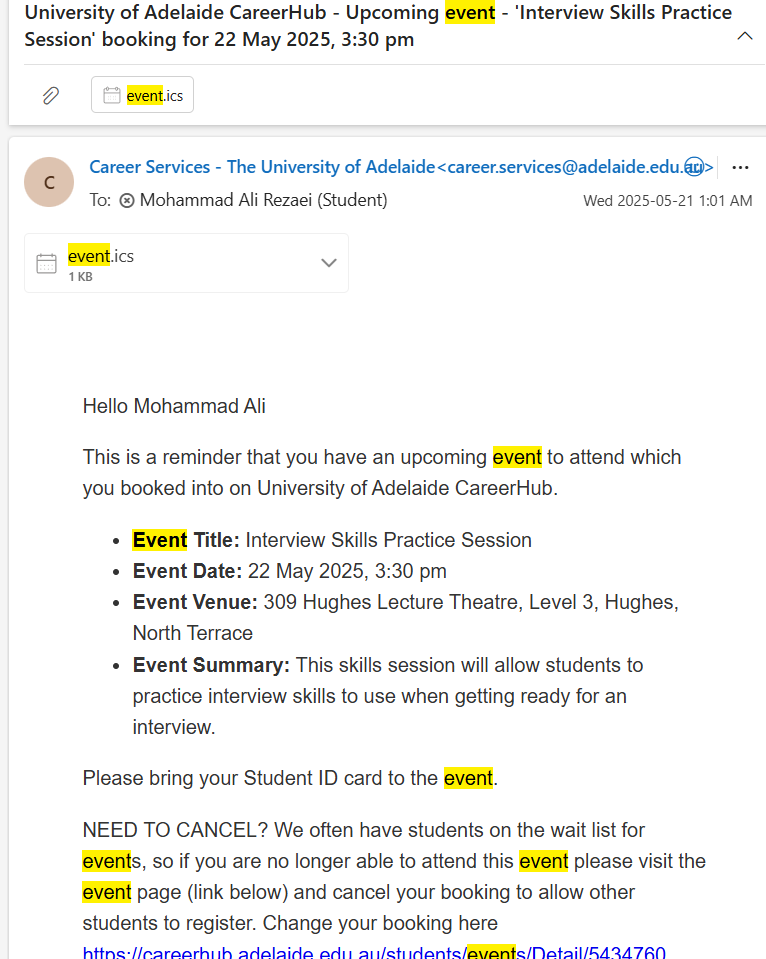 University of Adelaide CareerHub - Upcoming event - 'Interview Skills Practice
Session' booking for 22 May 2025, 3:30 pm
event.ics
C
Career Services - The University of Adelaide<career.services@adelaide.edu.au>
To: Mohammad Ali Rezaei (Student)
Wed 2025-05-21 1:01 AM
event.ics
1 KB
Hello Mohammad Ali
This is a reminder that you have an upcoming event to attend which
you booked into on University of Adelaide CareerHub.
• Event Title: Interview Skills Practice Session
• Event Date: 22 May 2025, 3:30 pm
• Event Venue: 309 Hughes Lecture Theatre, Level 3, Hughes,
North Terrace
• Event Summary: This skills session will allow students to
practice interview skills to use when getting ready for an
interview.
Please bring your Student ID card to the event.
NEED TO CANCEL? We often have students on the wait list for
events, so if you are no longer able to attend this event please visit the
event page (link below) and cancel your booking to allow other
students to register. Change your booking here
https://careerhub.adelaide.edu.au/students/events/Detail/5434760